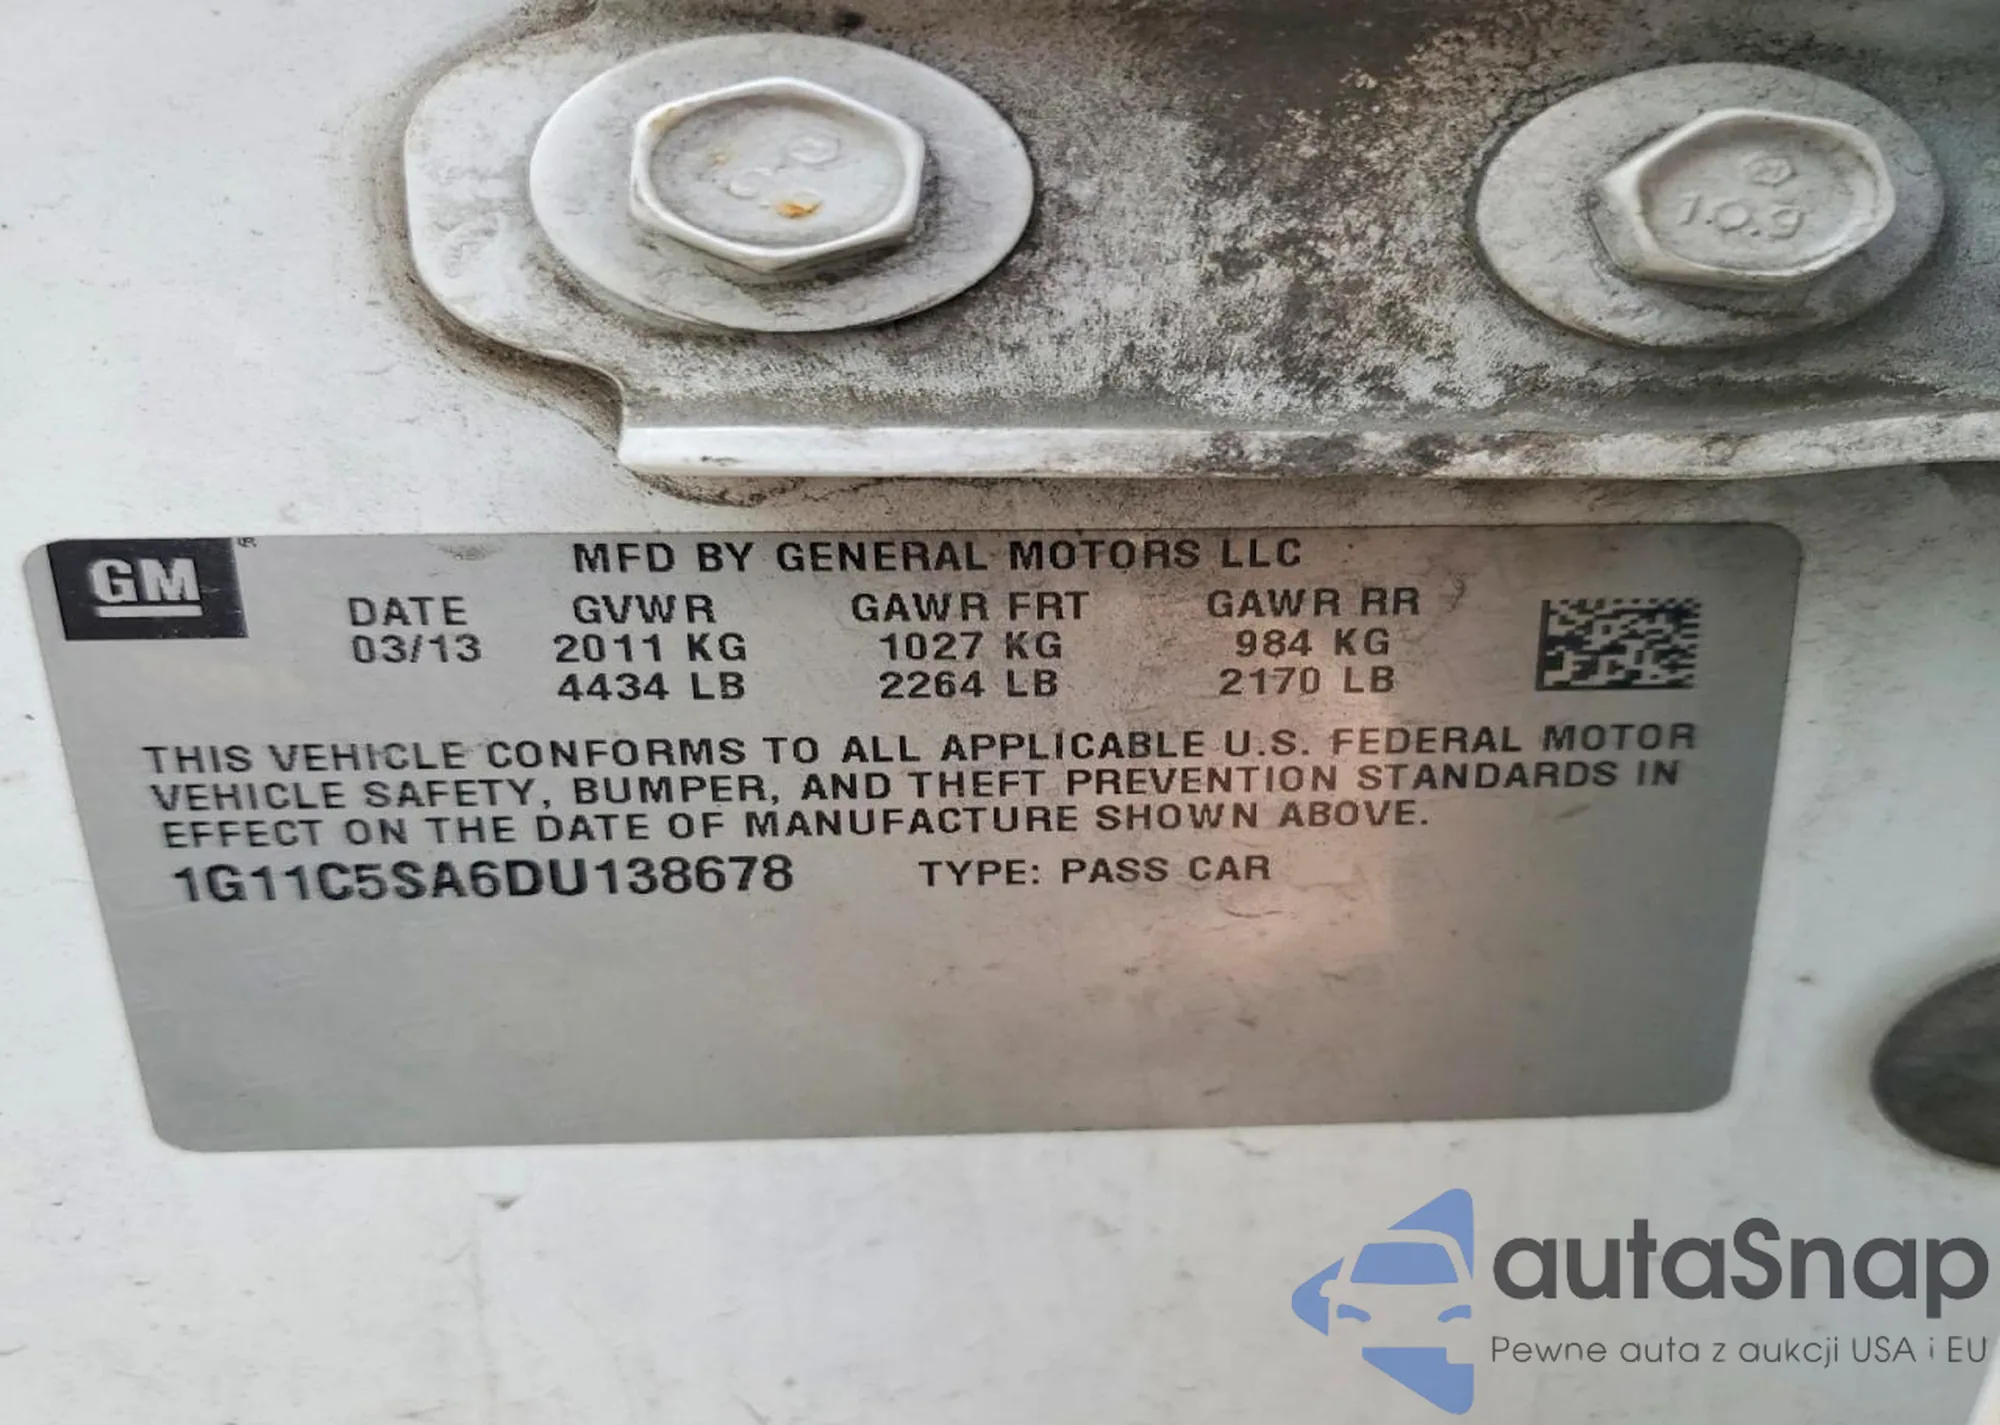 10.9
GM ®
MFD BY GENERAL MOTORS LLC
DATE GVWR GAWR FRT GAWR RR
03/13 2011 KG 1027 KG 984 KG
4434 LB 2264 LB 2170 LB
THIS VEHICLE CONFORMS TO ALL APPLICABLE U.S. FEDERAL MOTOR
VEHICLE SAFETY, BUMPER, AND THEFT PREVENTION STANDARDS IN
EFFECT ON THE DATE OF MANUFACTURE SHOWN ABOVE.
1G11C5SA6DU138678 TYPE: PASS CAR
autaSnap
Pewne auta z aukcji USA i EU